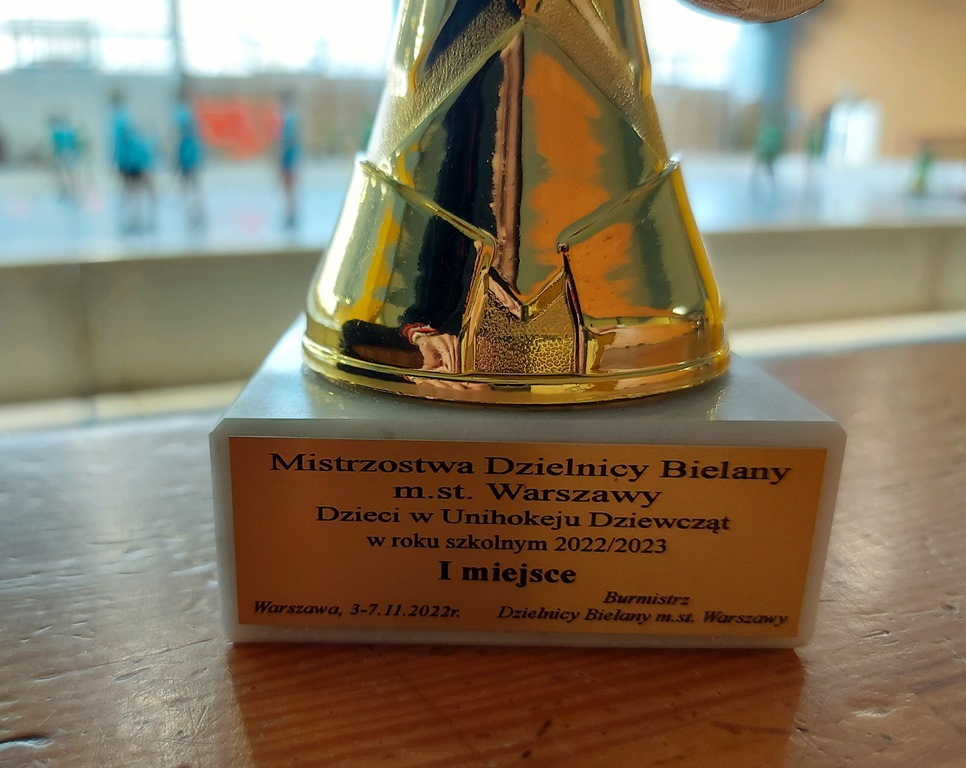 Mistrzostwa Dzielnicy Bielany
m.st. Warszawy
Dzieci w Unihokeju Dziewcząt
w roku szkolnym 2022/2023
I miejsce
Burmistrz
Warszawa, 3-7.11.2022r. Dzielnicy Bielany m.st. Warszawy